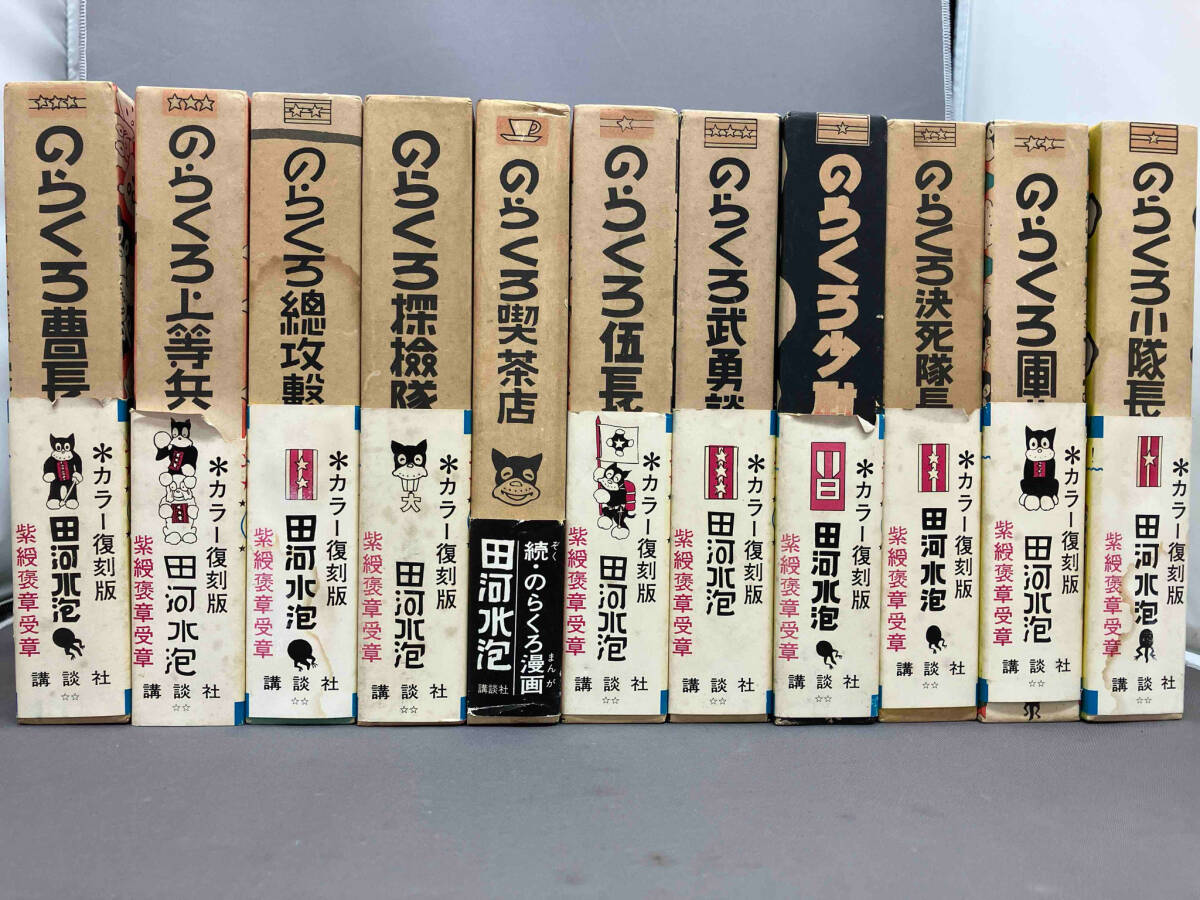 のらくろ曹長
＊カラー復刻版
田河水泡
紫綬褒章受章
講談社
☆☆
のらくろ上等兵
＊カラー復刻版
田河水泡
紫綬褒章受章
講談社
☆☆
のらくろ總攻撃
＊カラー復刻版
田河水泡
紫綬褒章受章
講談社
☆☆
のらくろ探檢隊
＊カラー復刻版
田河水泡
紫綬褒章受章
講談社
☆☆
のらくろ喫茶店
続・のらくろ漫画
ぞく
まんが
田河水泡
講談社
のらくろ伍長
＊カラー復刻版
田河水泡
紫綬褒章受章
講談社
☆☆
のらくろ武勇談
＊カラー復刻版
田河水泡
紫綬褒章受章
講談社
☆☆
のらくろ少尉
＊カラー復刻版
田河水泡
紫綬褒章受章
講談社
☆☆
のらくろ決死隊長
＊カラー復刻版
田河水泡
紫綬褒章受章
講談社
☆☆
のらくろ軍
＊カラー復刻版
田河水泡
紫綬褒章受章
講談社
☆☆
のらくろ小隊長
＊カラー復刻版
田河水泡
紫綬褒章受章
講談社
☆☆